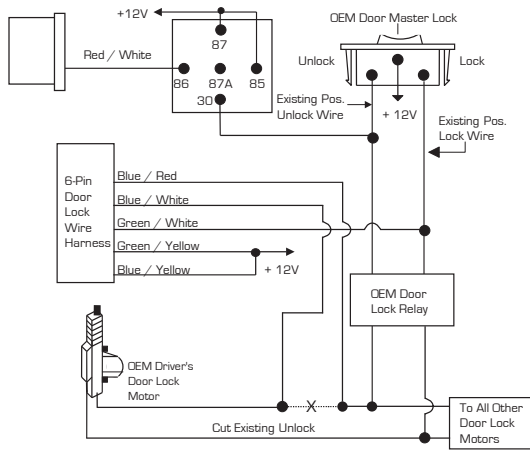 +12V
OEM Door Master Lock
87
Red / White
Unlock
Lock
86
87A
85
30
Existing Pos.
Unlock Wire
+ 12V
Existing Pos.
Lock Wire
6-Pin
Door
Lock
Wire
Harness
Blue / Red
Blue / White
Green / White
Green / Yellow
Blue / Yellow
+ 12V
OEM Door
Lock Relay
OEM Driver's
Door Lock
Motor
X
Cut Existing Unlock
To All Other
Door Lock
Motors